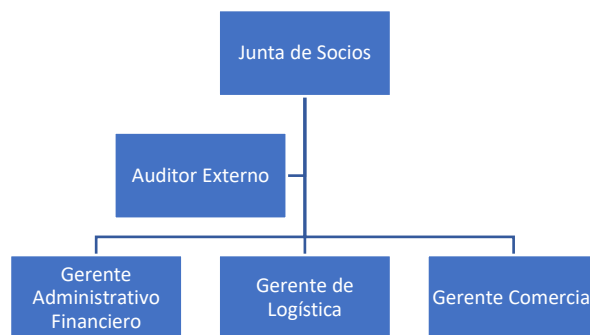 Junta de Socios
Auditor Externo
Gerente
Administrativo
Financiero
Gerente de
Logística
Gerente Comercia